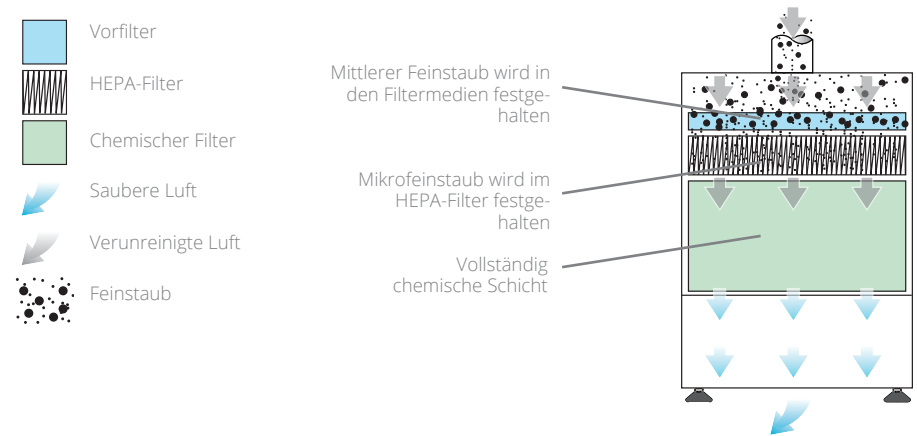 Vorfilter
HEPA-Filter
Chemischer Filter
Saubere Luft
Verunreinigte Luft
Feinstaub
Mittlerer Feinstaub wird in
den Filtermedien festge-
halten
Mikrofeinstaub wird im
HEPA-Filter festge-
halten
Vollständig
chemische Schicht